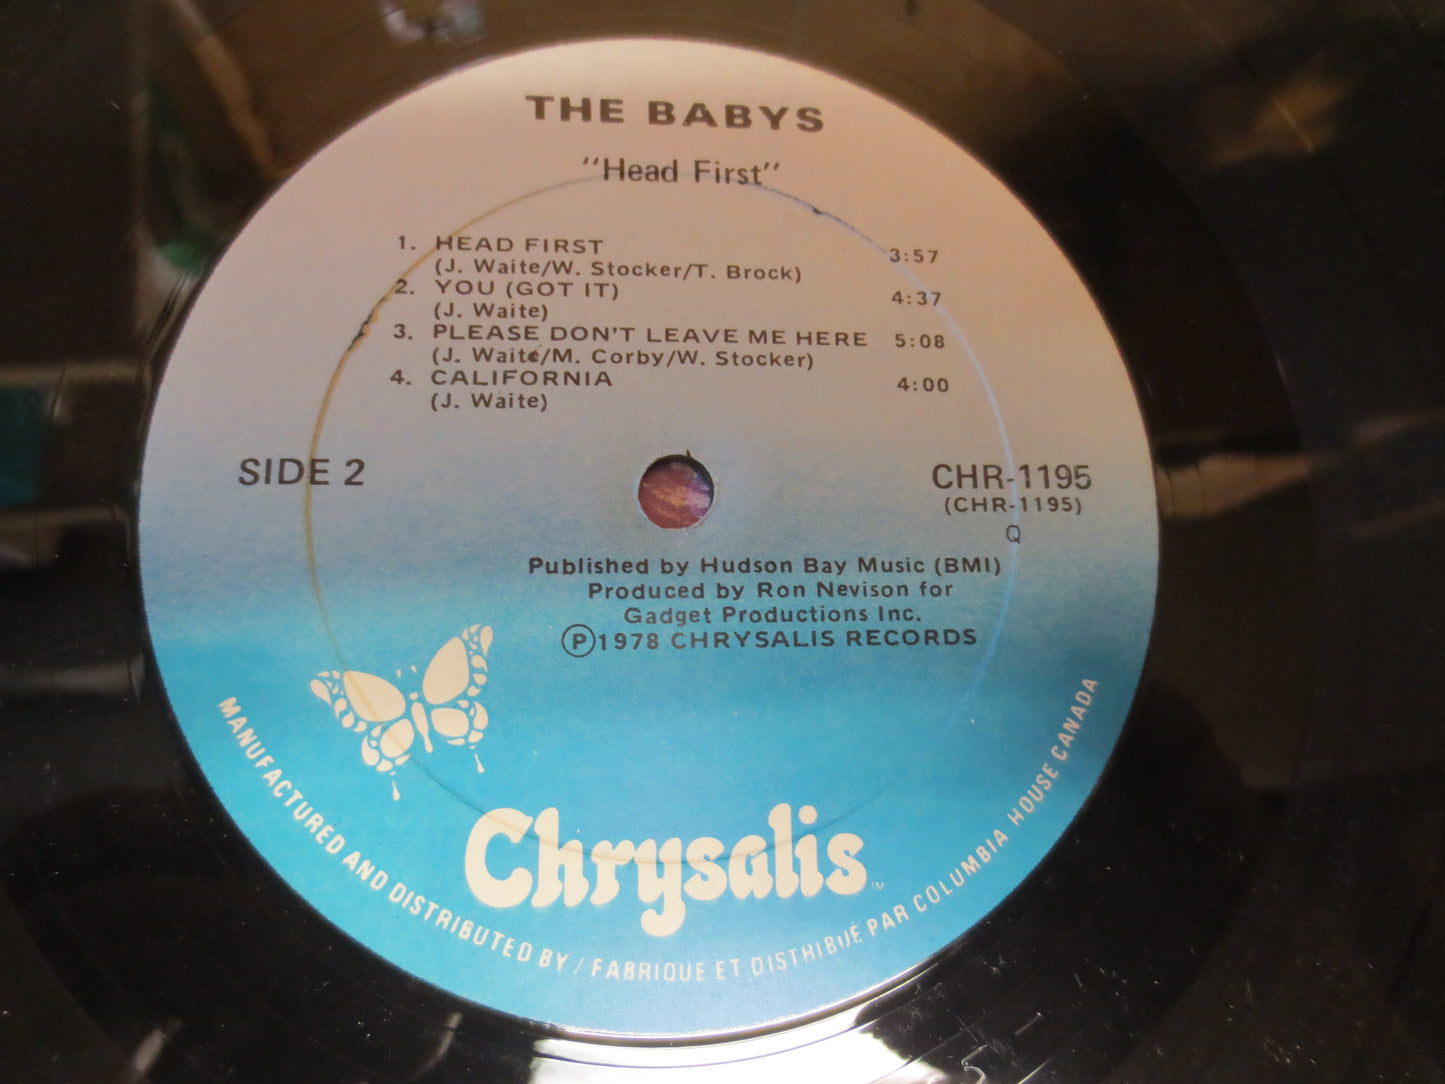 THE BABYS
"Head First"
1. HEAD FIRST 3:57
(J. Waite/W. Stocker/T. Brock)
2. YOU (GOT IT) 4:37
(J. Waite)
3. PLEASE DON'T LEAVE ME HERE 5:08
(J. Waite/M. Corby/W. Stocker)
4. CALIFORNIA 4:00
(J. Waite)
SIDE 2
CHR-1195
(CHR-1195)
Q
Published by Hudson Bay Music (BMI)
Produced by Ron Nevison for
Gadget Productions Inc.
Ⓟ1978 CHRYSALIS RECORDS
Chrysalis™
MANUFACTURED AND DISTRIBUTED BY / FABRIQUE ET DISTRIBUÉ PAR COLUMBIA HOUSE CANADA